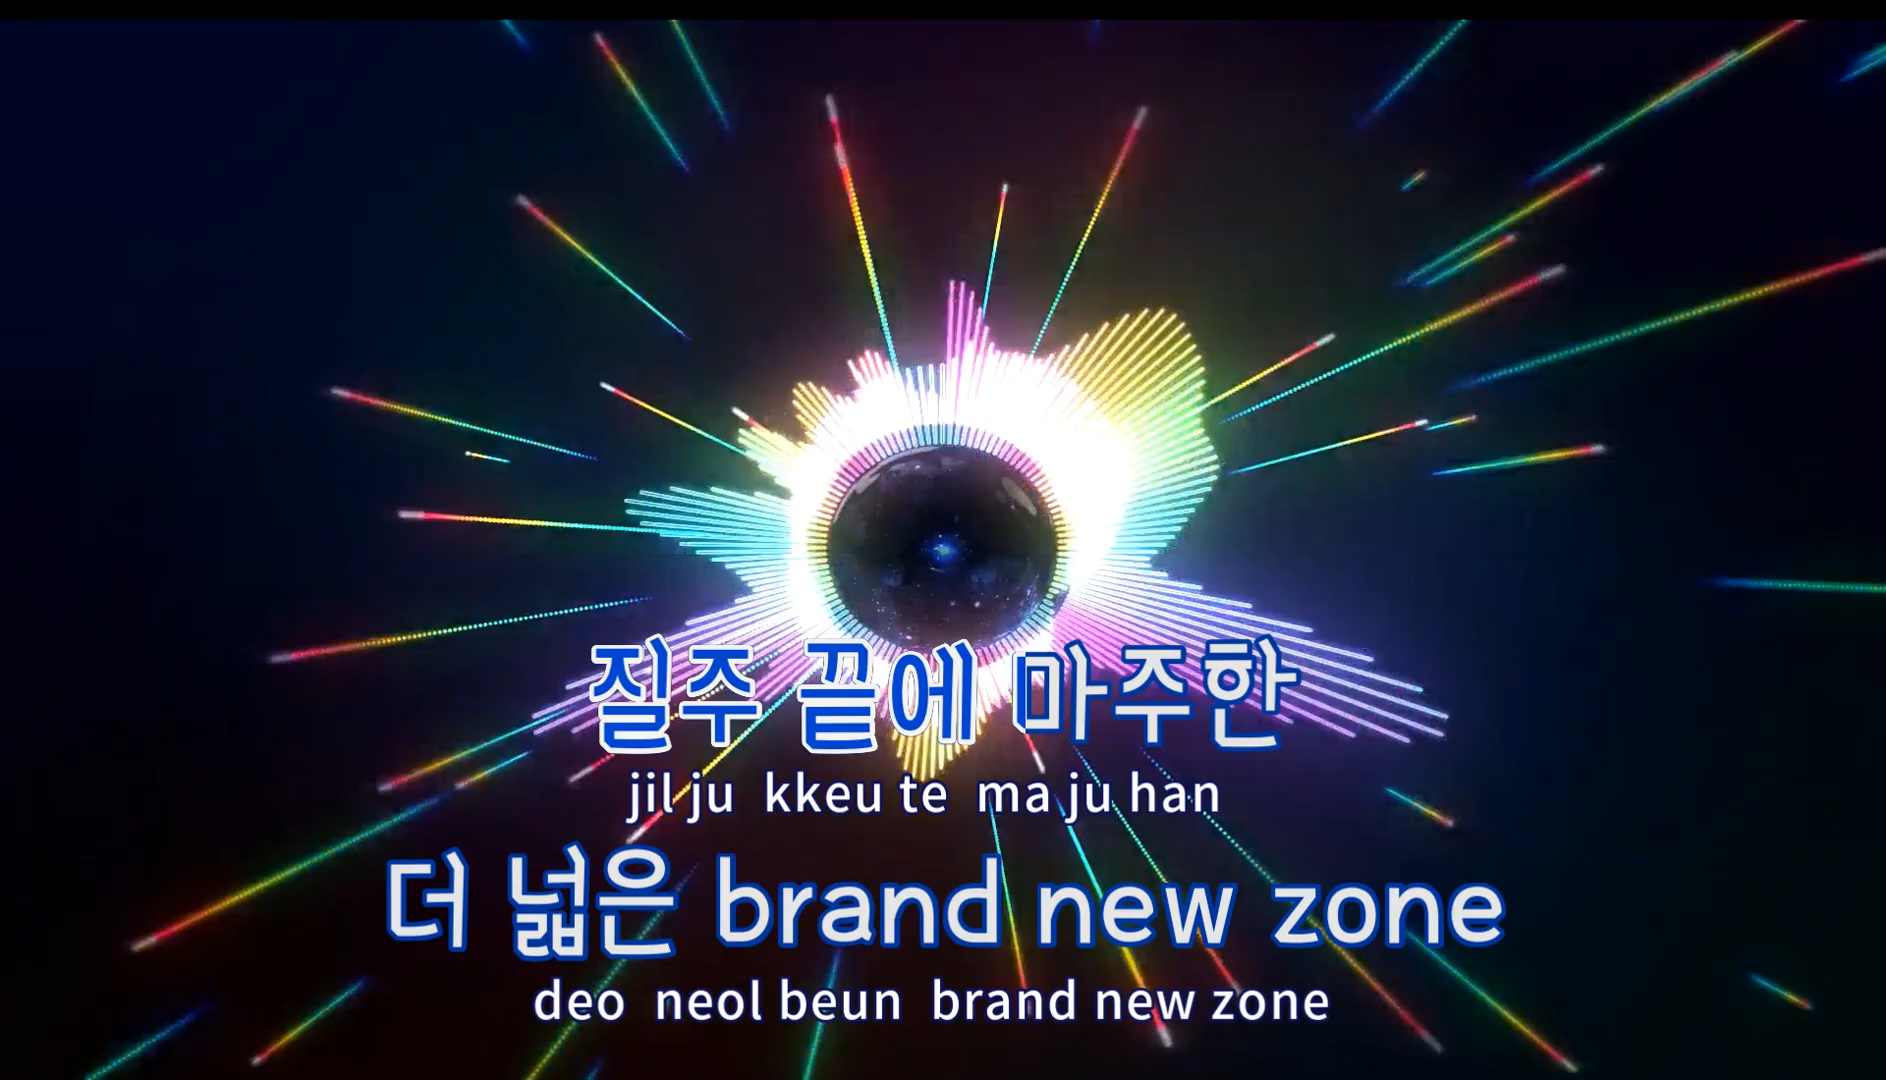 질주 끝에 마주한
jil ju kkeu te ma ju han
더 넓은 brand new zone
deo neol beun brand new zone